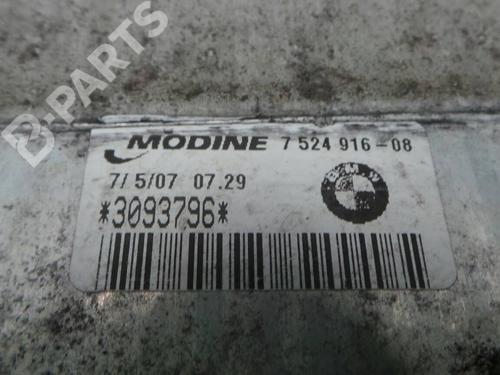 B-PARTS
MODINE 7 524 916-08
7/ 5/07 07.29
BMW
*3093796*